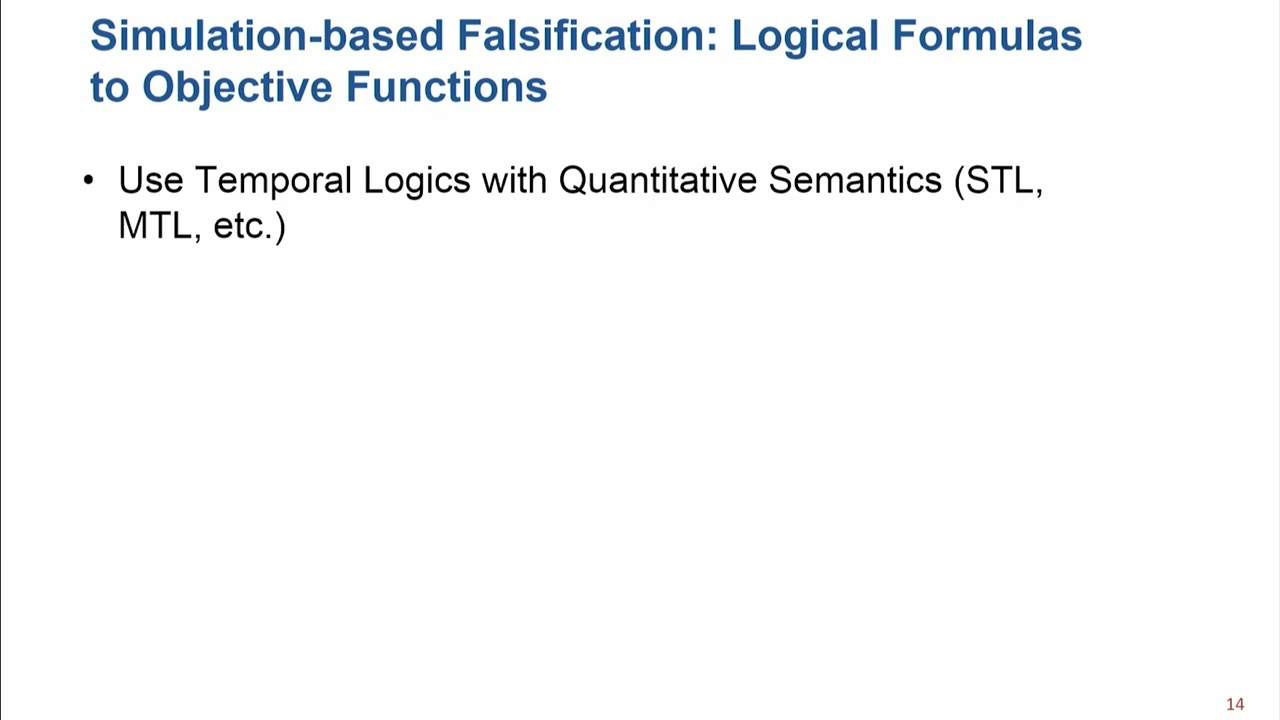 Simulation-based Falsification: Logical Formulas
to Objective Functions
• Use Temporal Logics with Quantitative Semantics (STL,
MTL, etc.)
14